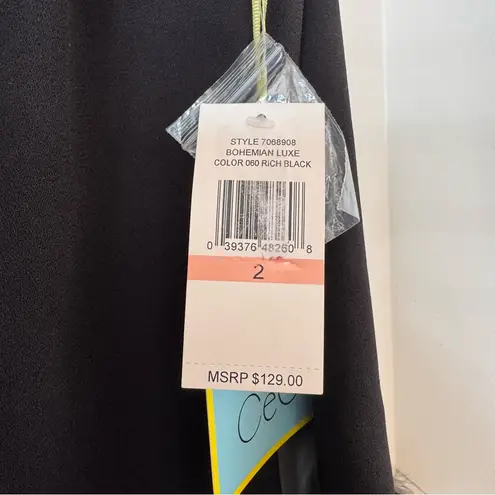 STYLE 7068908
BOHEMIAN LUXE
COLOR 060 RICH BLACK
0 39376 48260 8
2
MSRP $129.00